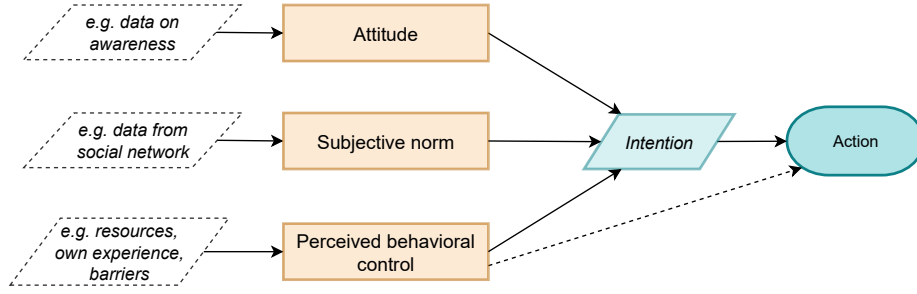 e.g. data on
awareness
Attitude
e.g. data from
social network
Subjective norm
Intention
Action
e.g. resources,
own experience,
barriers
Perceived behavioral
control